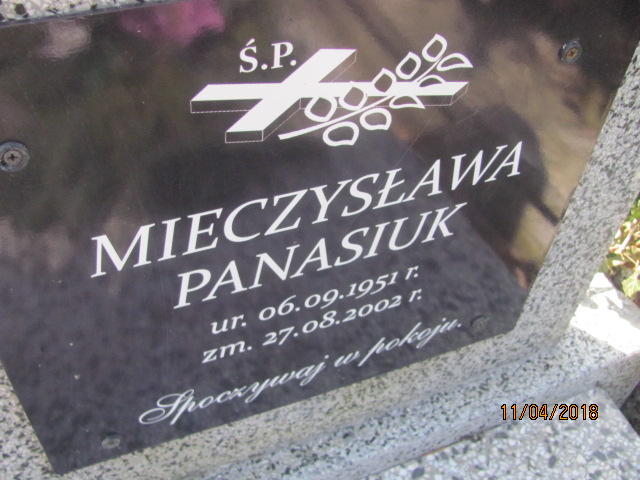 Ś.P.
MIECZYSŁAWA
PANASIUK
ur. 06.09.1951 r.
zm. 27.08.2002 r.
Spoczywaj w pokoju.
11/04/2018